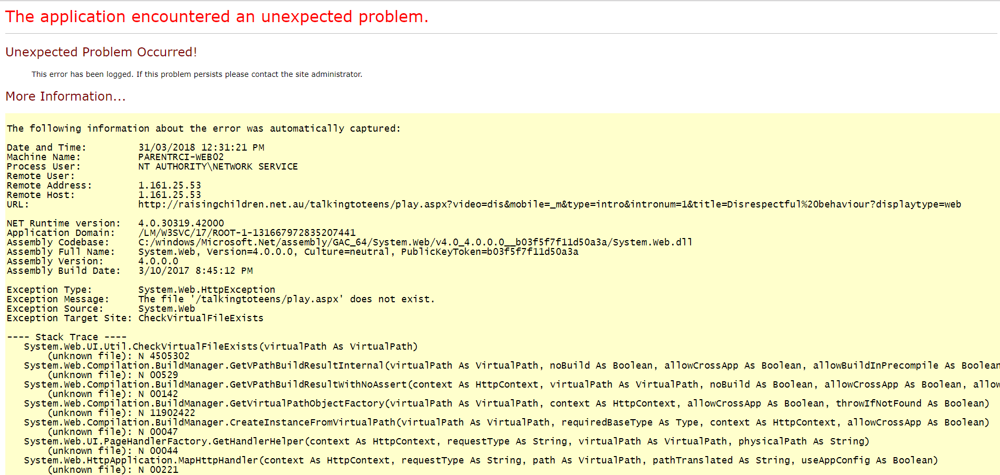 The application encountered an unexpected problem.
Unexpected Problem Occurred!
This error has been logged. If this problem persists please contact the site administrator.
More Information...
The following information about the error was automatically captured:
Date and Time: 31/03/2018 12:31:21 PM
Machine Name: PARENTRCI-WEB02
Process User: NT AUTHORITY\NETWORK SERVICE
Remote User:
Remote Address: 1.161.25.53
Remote Host: 1.161.25.53
URL: http://raisingchildren.net.au/talkingtoteens/play.aspx?video=dis&mobile=_m&type=intro&intronum=1&title=Disrespectful%20behaviour?displaytype=web
NET Runtime version: 4.0.30319.42000
Application Domain: /LM/W3SVC/17/ROOT-1-131667972835207441
Assembly Codebase: C:/windows/Microsoft.Net/assembly/GAC_64/System.Web/v4.0_4.0.0.0__b03f5f7f11d50a3a/System.Web.dll
Assembly Full Name: System.Web, Version=4.0.0.0, Culture=neutral, PublicKeyToken=b03f5f7f11d50a3a
Assembly Version: 4.0.0.0
Assembly Build Date: 3/10/2017 8:45:12 PM
Exception Type: System.Web.HttpException
Exception Message: The file '/talkingtoteens/play.aspx' does not exist.
Exception Source: System.Web
Exception Target Site: CheckVirtualFileExists
---- Stack Trace ----
System.Web.UI.Util.CheckVirtualFileExists(virtualPath As VirtualPath)
(unknown file): N 4505302
System.Web.Compilation.BuildManager.GetVPathBuildResultInternal(virtualPath As VirtualPath, noBuild As Boolean, allowCrossApp As Boolean, allowBuildInPrecompile As Boolean
(unknown file): N 00529
System.Web.Compilation.BuildManager.GetVPathBuildResultWithNoAssert(context As HttpContext, virtualPath As VirtualPath, noBuild As Boolean, allowCrossApp As Boolean, allow
(unknown file): N 00142
System.Web.Compilation.BuildManager.GetVirtualPathObjectFactory(virtualPath As VirtualPath, context As HttpContext, allowCrossApp As Boolean, throwIfNotFound As Boolean)
(unknown file): N 11902422
System.Web.Compilation.BuildManager.CreateInstanceFromVirtualPath(virtualPath As VirtualPath, requiredBaseType As Type, context As HttpContext, allowCrossApp As Boolean)
(unknown file): N 00047
System.Web.UI.PageHandlerFactory.GetHandlerHelper(context As HttpContext, requestType As String, virtualPath As VirtualPath, physicalPath As String)
(unknown file): N 00044
System.Web.HttpApplication.MapHttpHandler(context As HttpContext, requestType As String, path As VirtualPath, pathTranslated As String, useAppConfig As Boolean)
(unknown file): N 00221